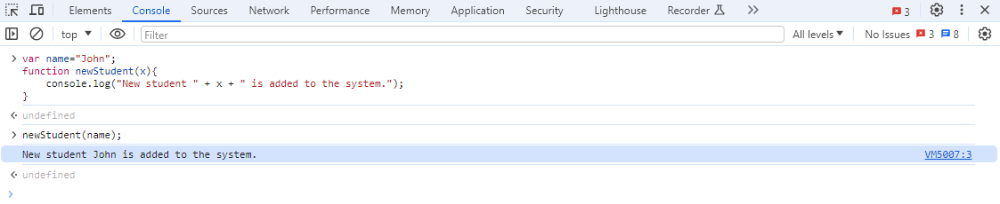 Elements Console Sources Network Performance Memory Application Security Lighthouse Recorder 3
top Filter All levels No Issues 3 8
var name="John";
function newStudent(x){
console.log("New student " + x + " is added to the system.");
}
undefined
newStudent(name);
New student John is added to the system. VM5007:3
undefined